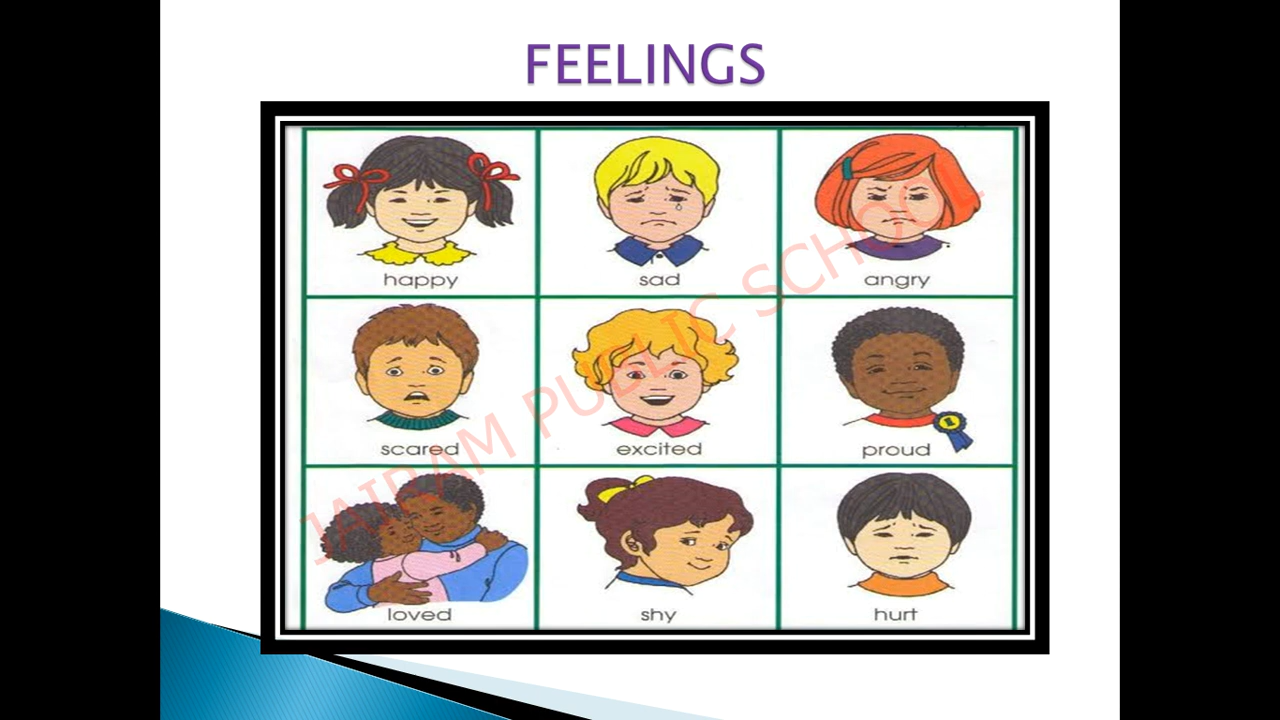 FEELINGS
happy
sad
angry
scared
excited
proud
loved
shy
hurt
JAIRAM PUBLIC SCHOOL